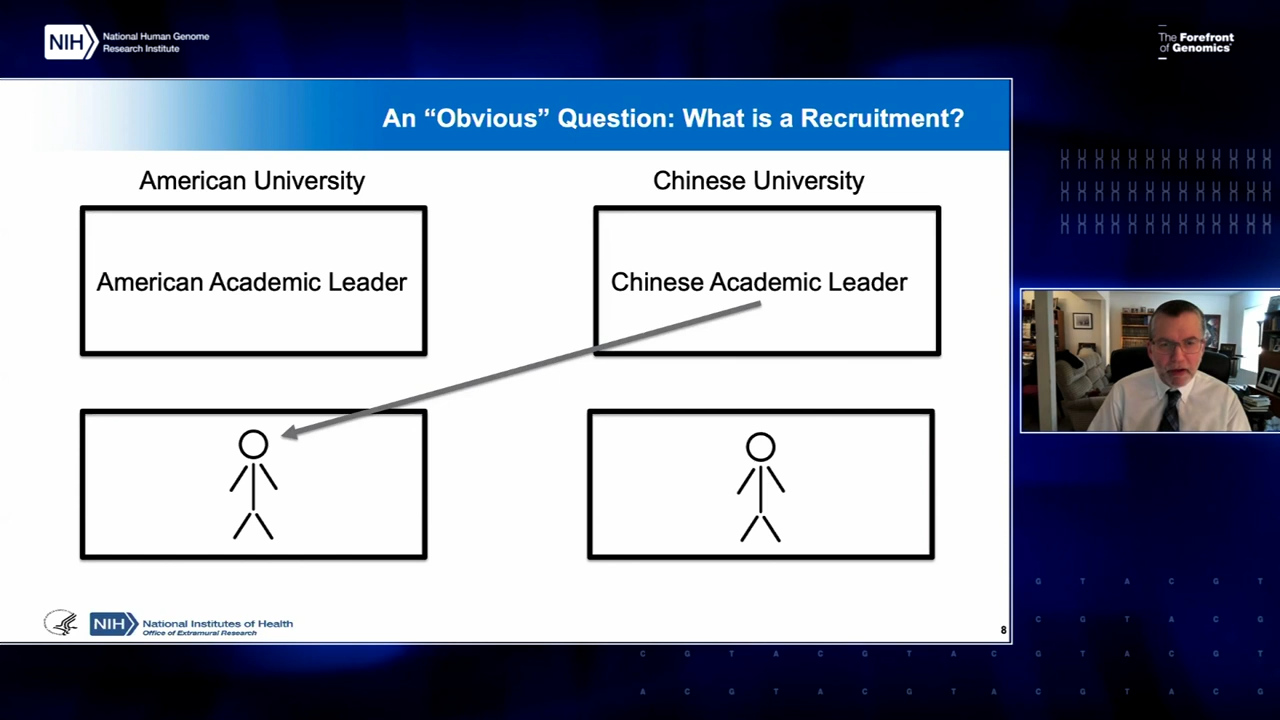 NIH
National Human Genome
Research Institute
The Forefront
of Genomics®
An “Obvious” Question: What is a Recruitment?
American University
Chinese University
American Academic Leader
Chinese Academic Leader
NIH
National Institutes of Health
Office of Extramural Research
8
G T A C G T
C G T A C G
C G T A C G T A C G T A C G T
A C G T A C G T A C G T A C G